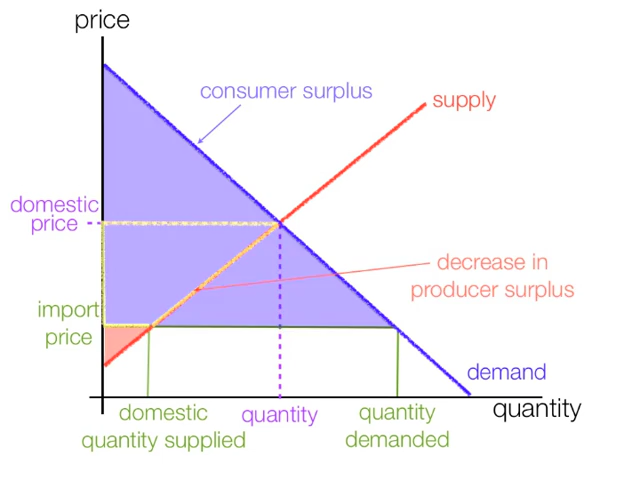 price
consumer surplus
supply
domestic
price
decrease in
producer surplus
import
price
demand
quantity
domestic
quantity supplied
quantity
quantity
demanded